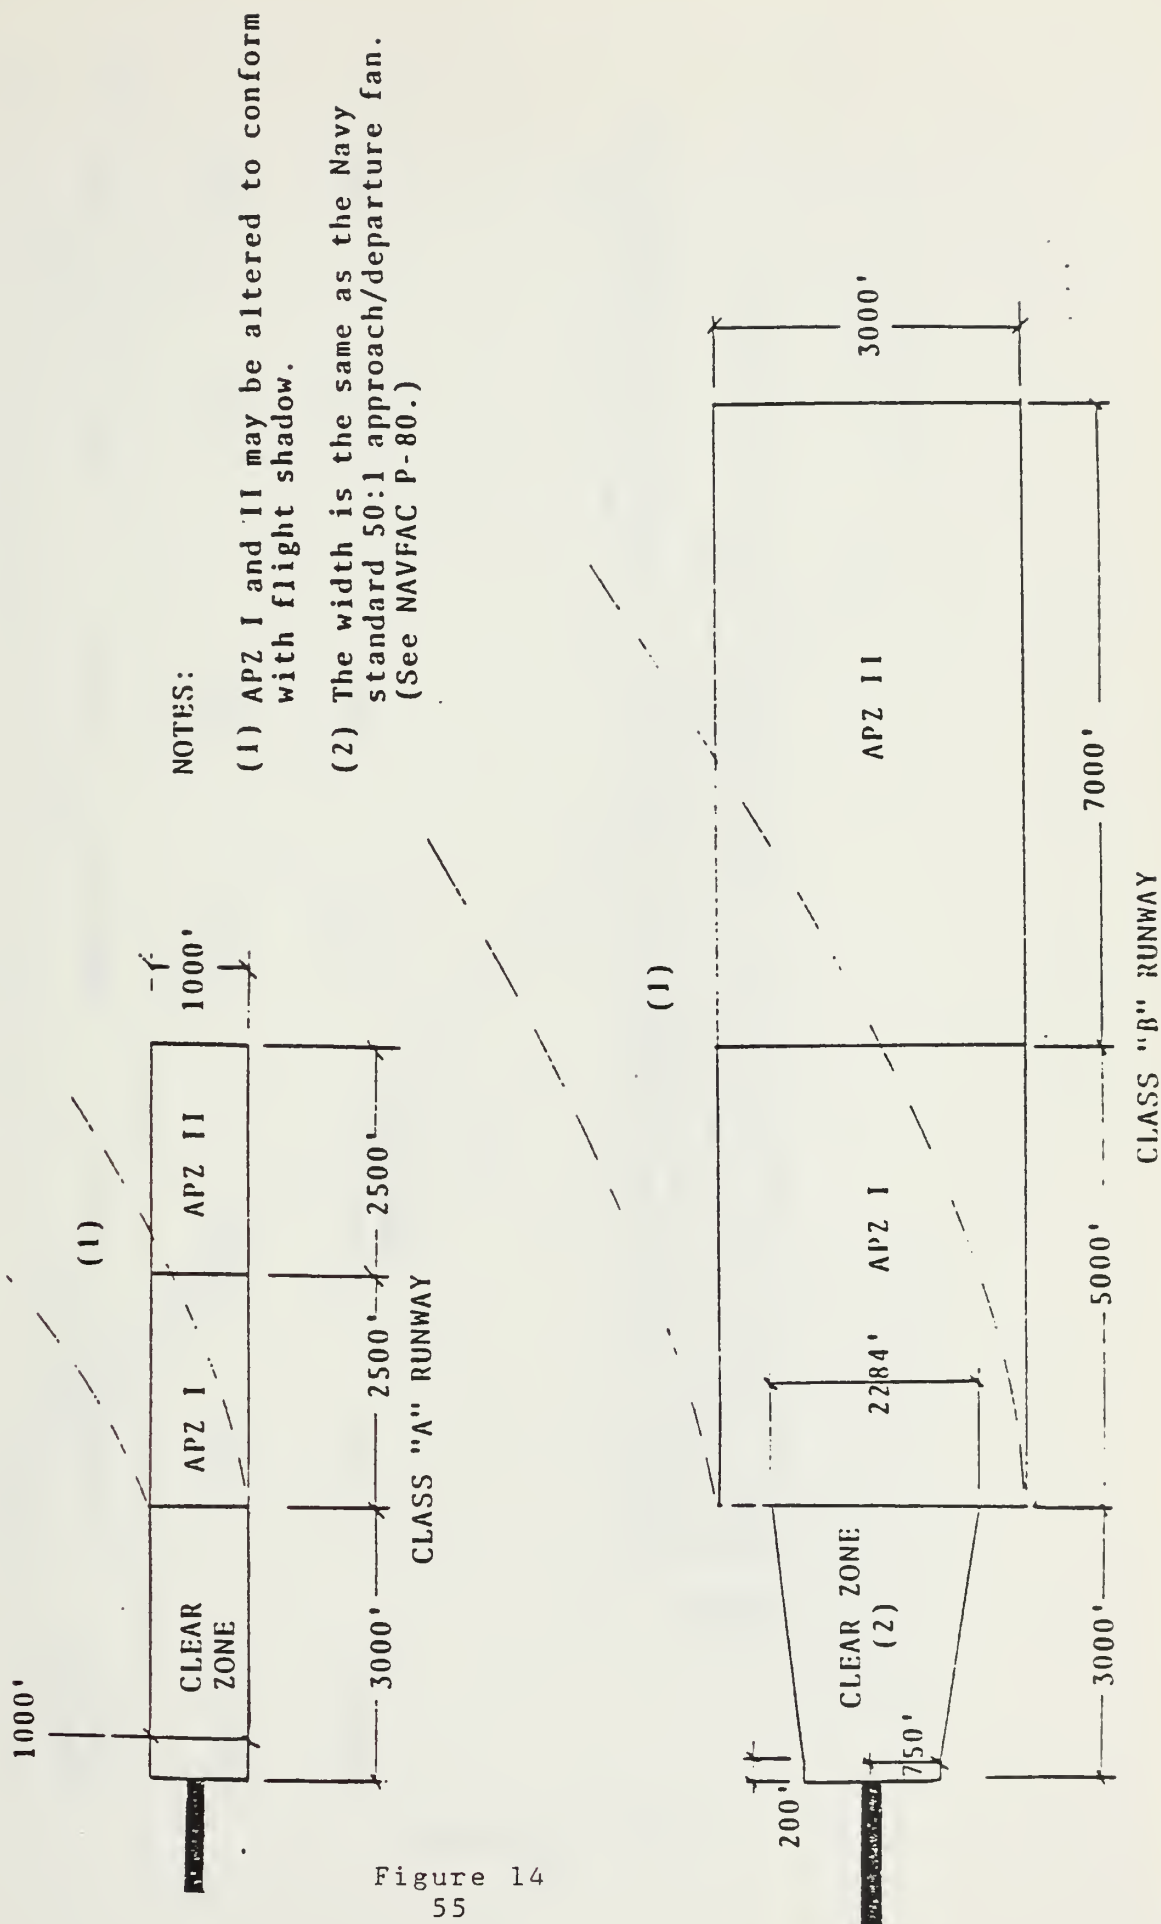 NOTES:
(1) APZ I and II may be altered to conform
with flight shadow.
(2) The width is the same as the Navy
standard 50:1 approach/departure fan.
(See NAVFAC P-80.)
1000'
CLEAR
ZONE
APZ I
APZ II
1000'
(1)
3000'
2500'
2500'
CLASS "A" RUNWAY
200'
750'
CLEAR ZONE
(2)
2284'
APZ I
APZ II
(1)
3000'
3000'
5000'
7000'
CLASS "B" RUNWAY
Figure 14
55